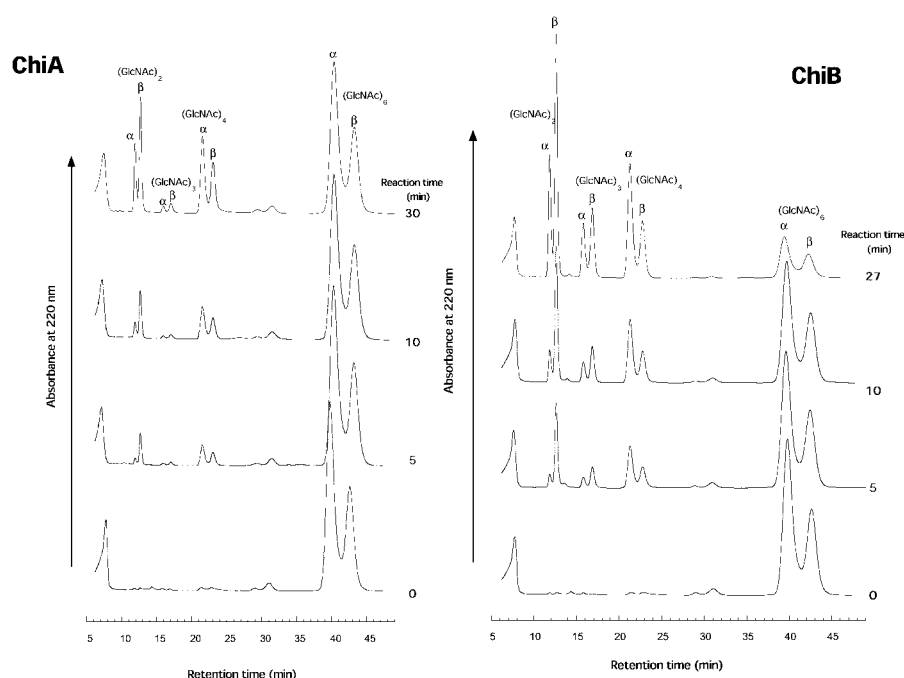 ChiA
(GlcNAc)2
α
β
(GlcNAc)3
α
β
(GlcNAc)4
α
β
α
(GlcNAc)6
β
Reaction time
(min)
30
10
5
0
Absorbance at 220 nm
5 10 15 20 25 30 35 40 45
Retention time (min)
ChiB
β
(GlcNAc)2
α
(GlcNAc)3
α
β
α
(GlcNAc)4
β
(GlcNAc)6
α
β
Reaction time
(min)
27
10
5
0
Absorbance at 220 nm
5 10 15 20 25 30 35 40 45
Retention time (min)